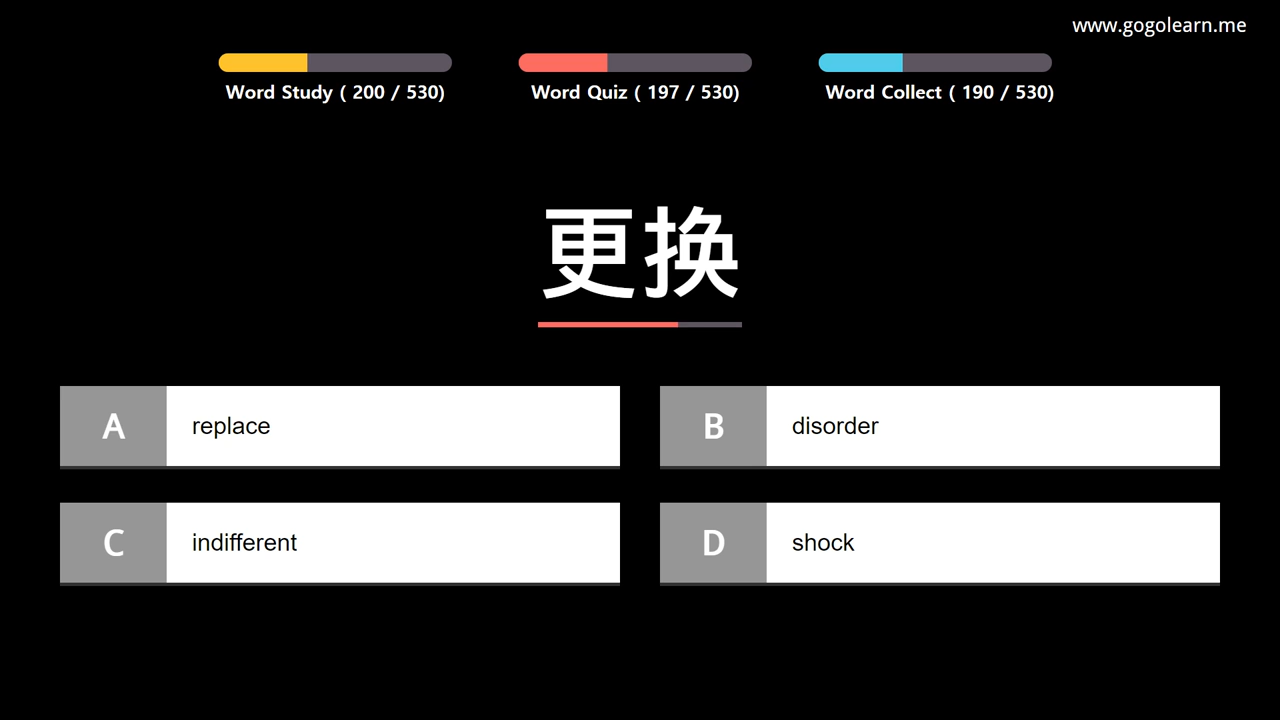 www.gogolearn.me
Word Study ( 200 / 530)
Word Quiz ( 197 / 530)
Word Collect ( 190 / 530)
更换
A replace
B disorder
C indifferent
D shock